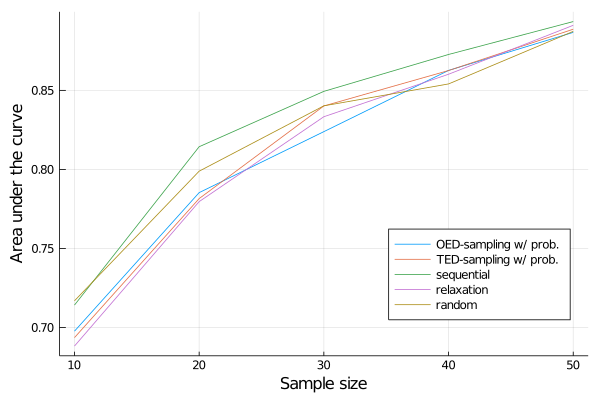 Area under the curve
0.85
0.80
0.75
0.70
OED-sampling w/ prob.
TED-sampling w/ prob.
sequential
relaxation
random
10 20 30 40 50
Sample size